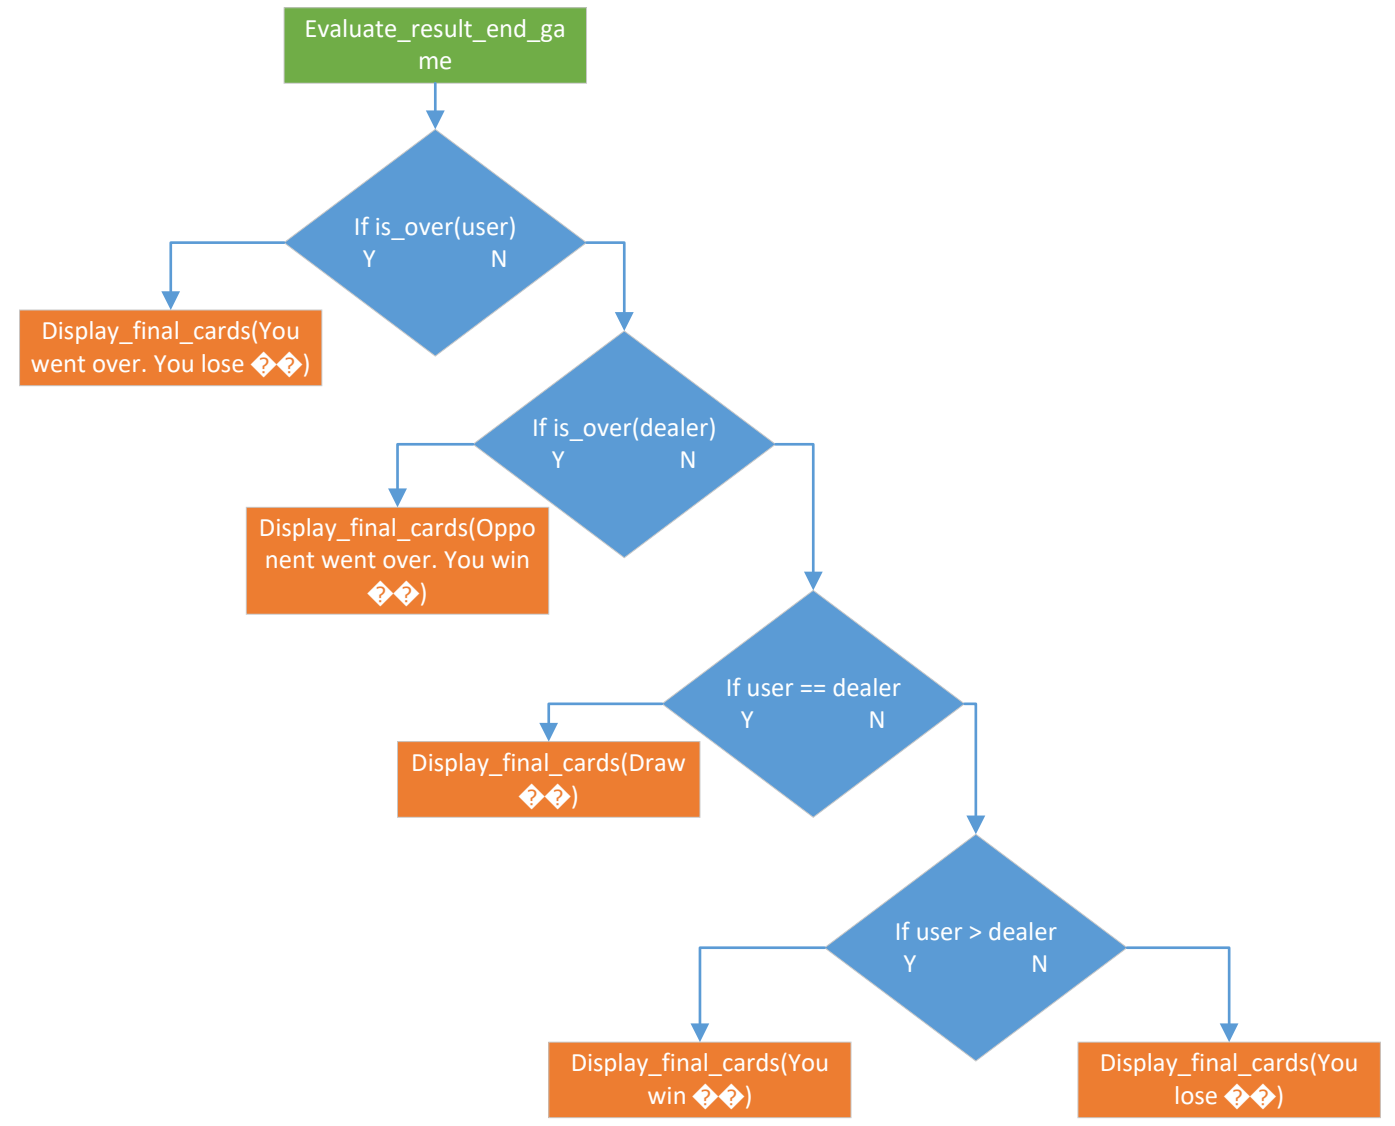 Evaluate_result_end_ga
me
If is_over(user)
Y N
Display_final_cards(You
went over. You lose ��)
If is_over(dealer)
Y N
Display_final_cards(Oppo
nent went over. You win
��)
If user == dealer
Y N
Display_final_cards(Draw
��)
If user > dealer
Y N
Display_final_cards(You
win ��)
Display_final_cards(You
lose ��)